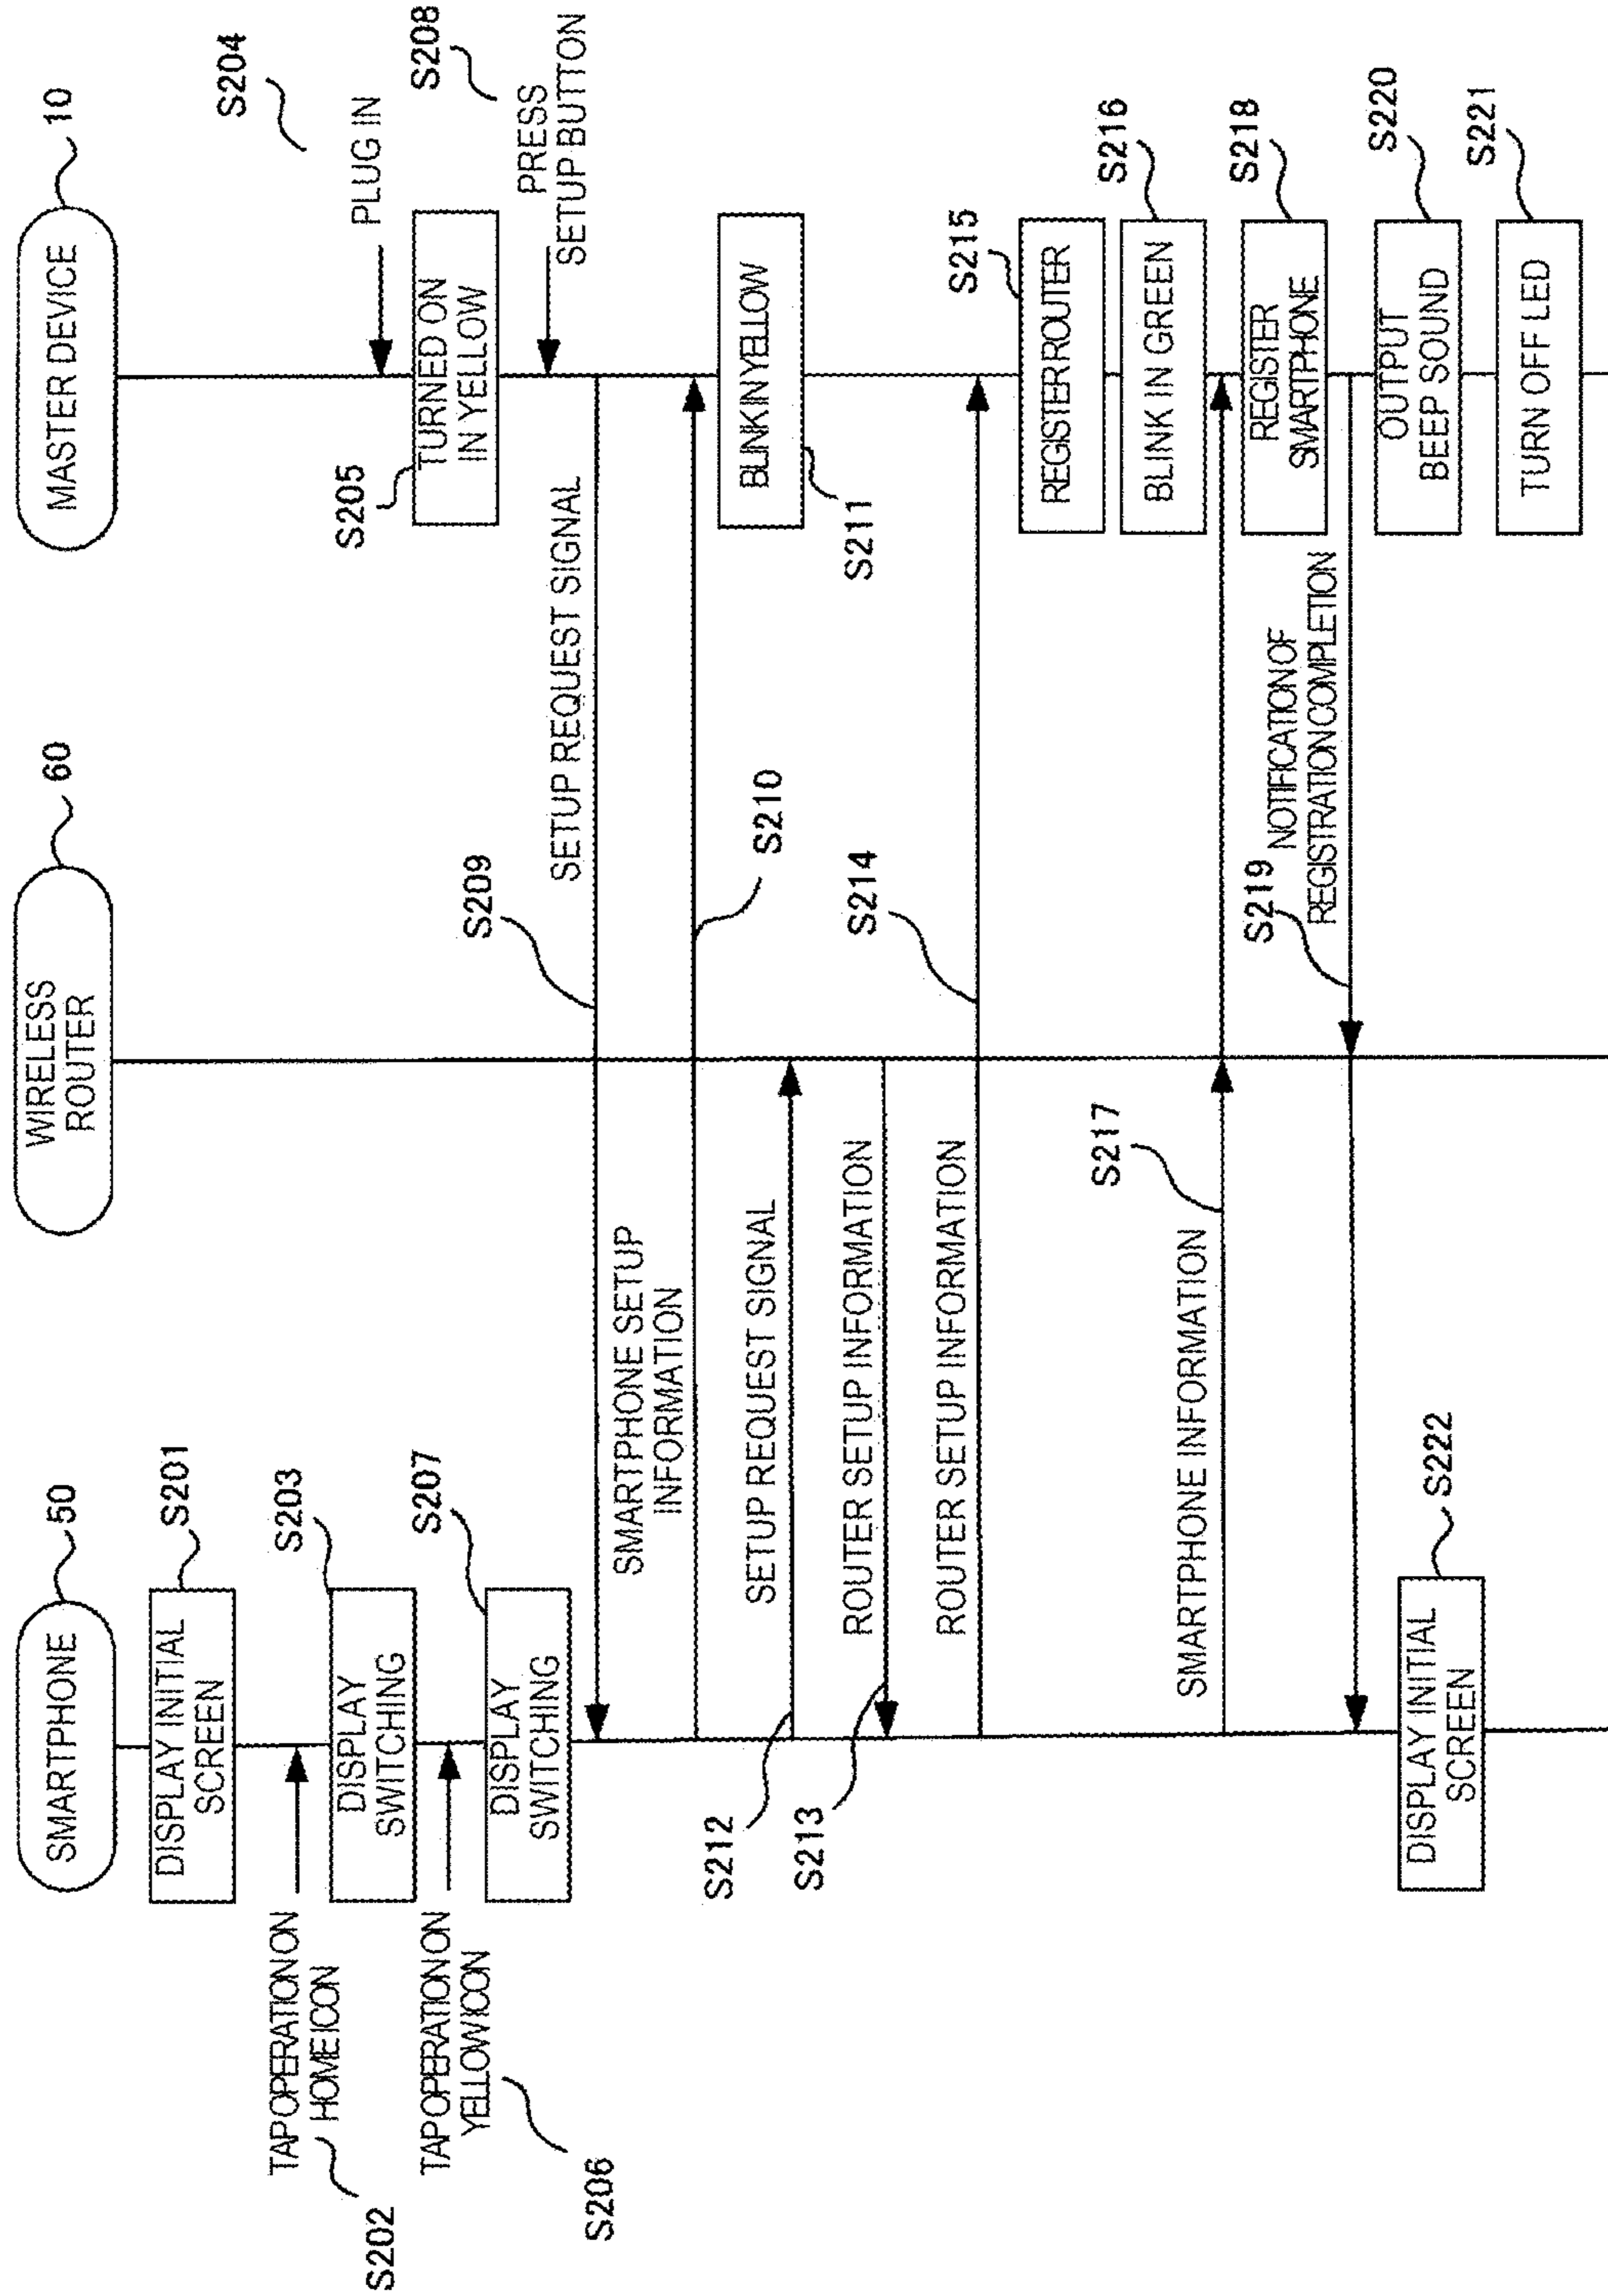 SMARTPHONE
50
WIRELESS
ROUTER
60
MASTER DEVICE
10
DISPLAY INITIAL
SCREEN
S201
TAP OPERATION ON
HOME ICON
S202
DISPLAY
SWITCHING
S203
PLUG IN
S204
TURNED ON
IN YELLOW
S205
TAP OPERATION ON
YELLOW ICON
S206
DISPLAY
SWITCHING
S207
PRESS
SETUP BUTTON
S208
SETUP REQUEST SIGNAL
S209
SMARTPHONE SETUP
INFORMATION
S210
BLINK IN YELLOW
S211
SETUP REQUEST SIGNAL
S212
ROUTER SETUP INFORMATION
S213
ROUTER SETUP INFORMATION
S214
REGISTER ROUTER
S215
BLINK IN GREEN
S216
SMARTPHONE INFORMATION
S217
REGISTER
SMARTPHONE
S218
NOTIFICATION OF
REGISTRATION COMPLETION
S219
OUTPUT
BEEP SOUND
S220
TURN OFF LED
S221
DISPLAY INITIAL
SCREEN
S222